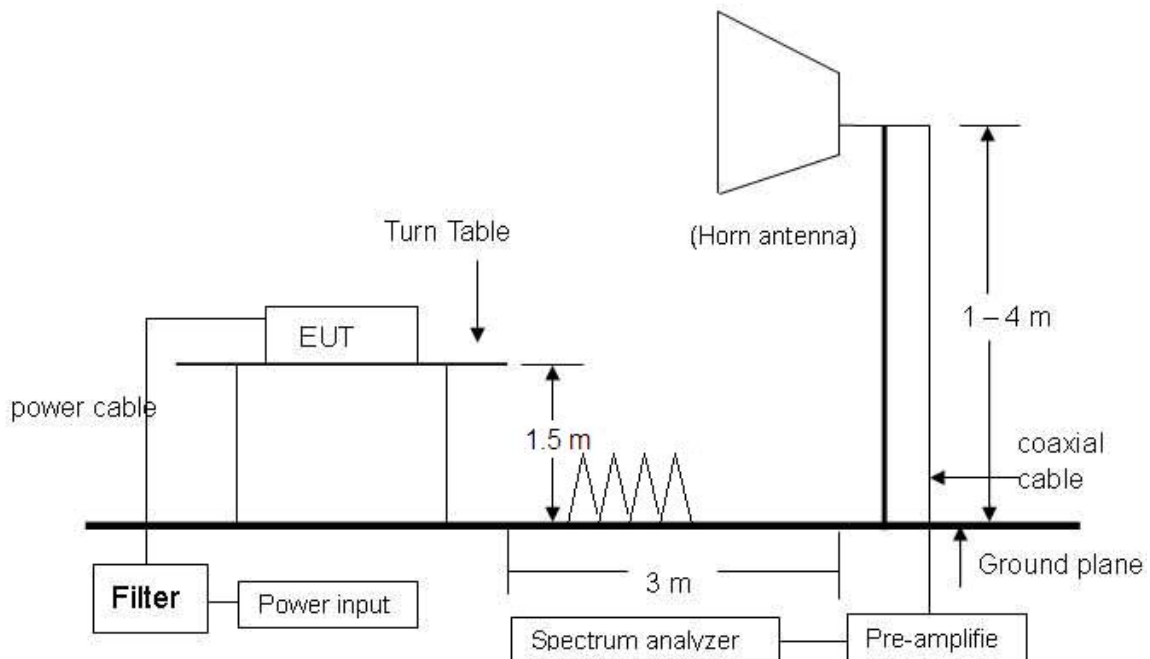 (Horn antenna)
Turn Table
1 – 4 m
EUT
power cable
1.5 m
coaxial
cable
3 m
Ground plane
Filter
Power input
Spectrum analyzer
Pre-amplifie